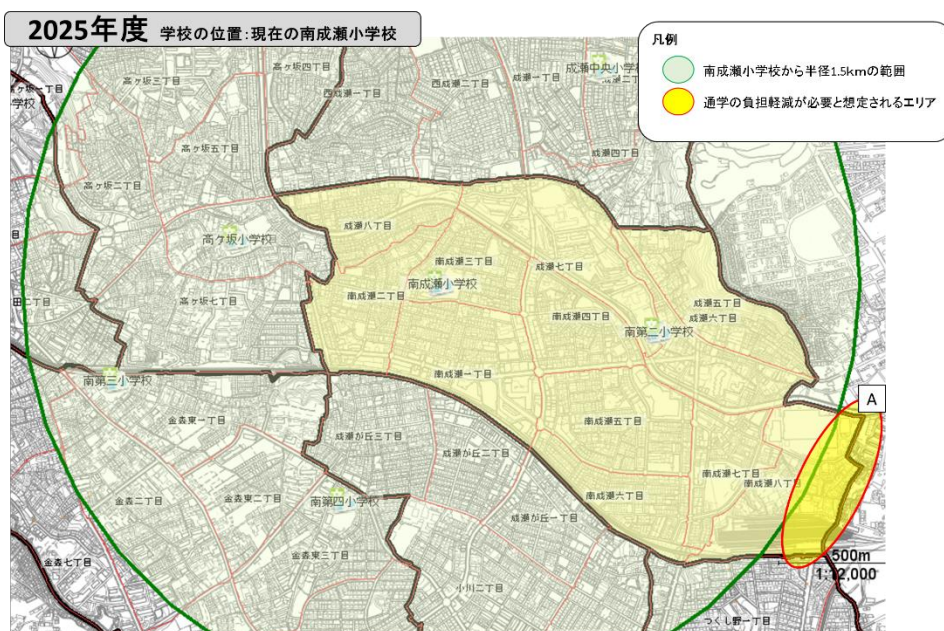 2025年度 学校の位置:現在の南成瀬小学校
凡例
南成瀬小学校から半径1.5kmの範囲
通学の負担軽減が必要と想定されるエリア
高ヶ坂四丁目
高ヶ坂三丁目
西成瀬二丁目
成瀬一丁目
成瀬中央小学校
西成瀬一丁目
学校
高ヶ坂五丁目
成瀬四丁目
高ヶ坂二丁目
成瀬八丁目
高ヶ坂小学校
南成瀬三丁目
成瀬七丁目
南成瀬小学校
南成瀬二丁目
高ヶ坂七丁目
成瀬五丁目
南成瀬四丁目
成瀬六丁目
南第二小学校
南成瀬一丁目
南第三小学校
A
金森東一丁目
南成瀬五丁目
成瀬が丘三丁目
成瀬が丘二丁目
南成瀬七丁目
南成瀬八丁目
南成瀬六丁目
金森二丁目
金森東二丁目
南第四小学校
成瀬が丘一丁目
金森東三丁目
500m
金森七丁目
1:12,000
小川二丁目
つくし野一丁目